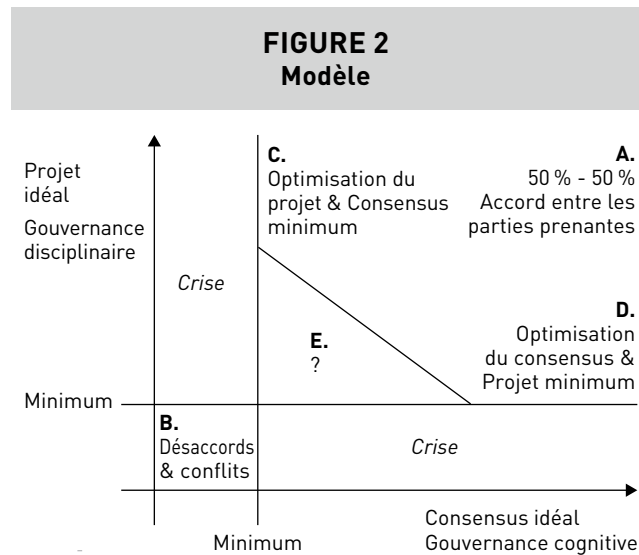 FIGURE 2
Modèle
Projet
idéal
Gouvernance
disciplinaire
Crise
C.
Optimisation du
projet & Consensus
minimum
A.
50 % - 50 %
Accord entre les
parties prenantes
E.
?
D.
Optimisation
du consensus &
Projet minimum
Minimum
B.
Désaccords
& conflits
Crise
Minimum
Consensus idéal
Gouvernance cognitive